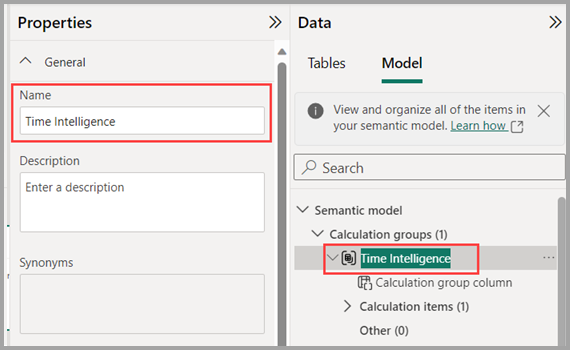 Properties
General
Name
Time Intelligence
Description
Enter a description
Synonyms
Data
Tables
Model
View and organize all of the items in
your semantic model. Learn how
Search
Semantic model
Calculation groups (1)
Time Intelligence
Calculation group column
Calculation items (1)
Other (0)